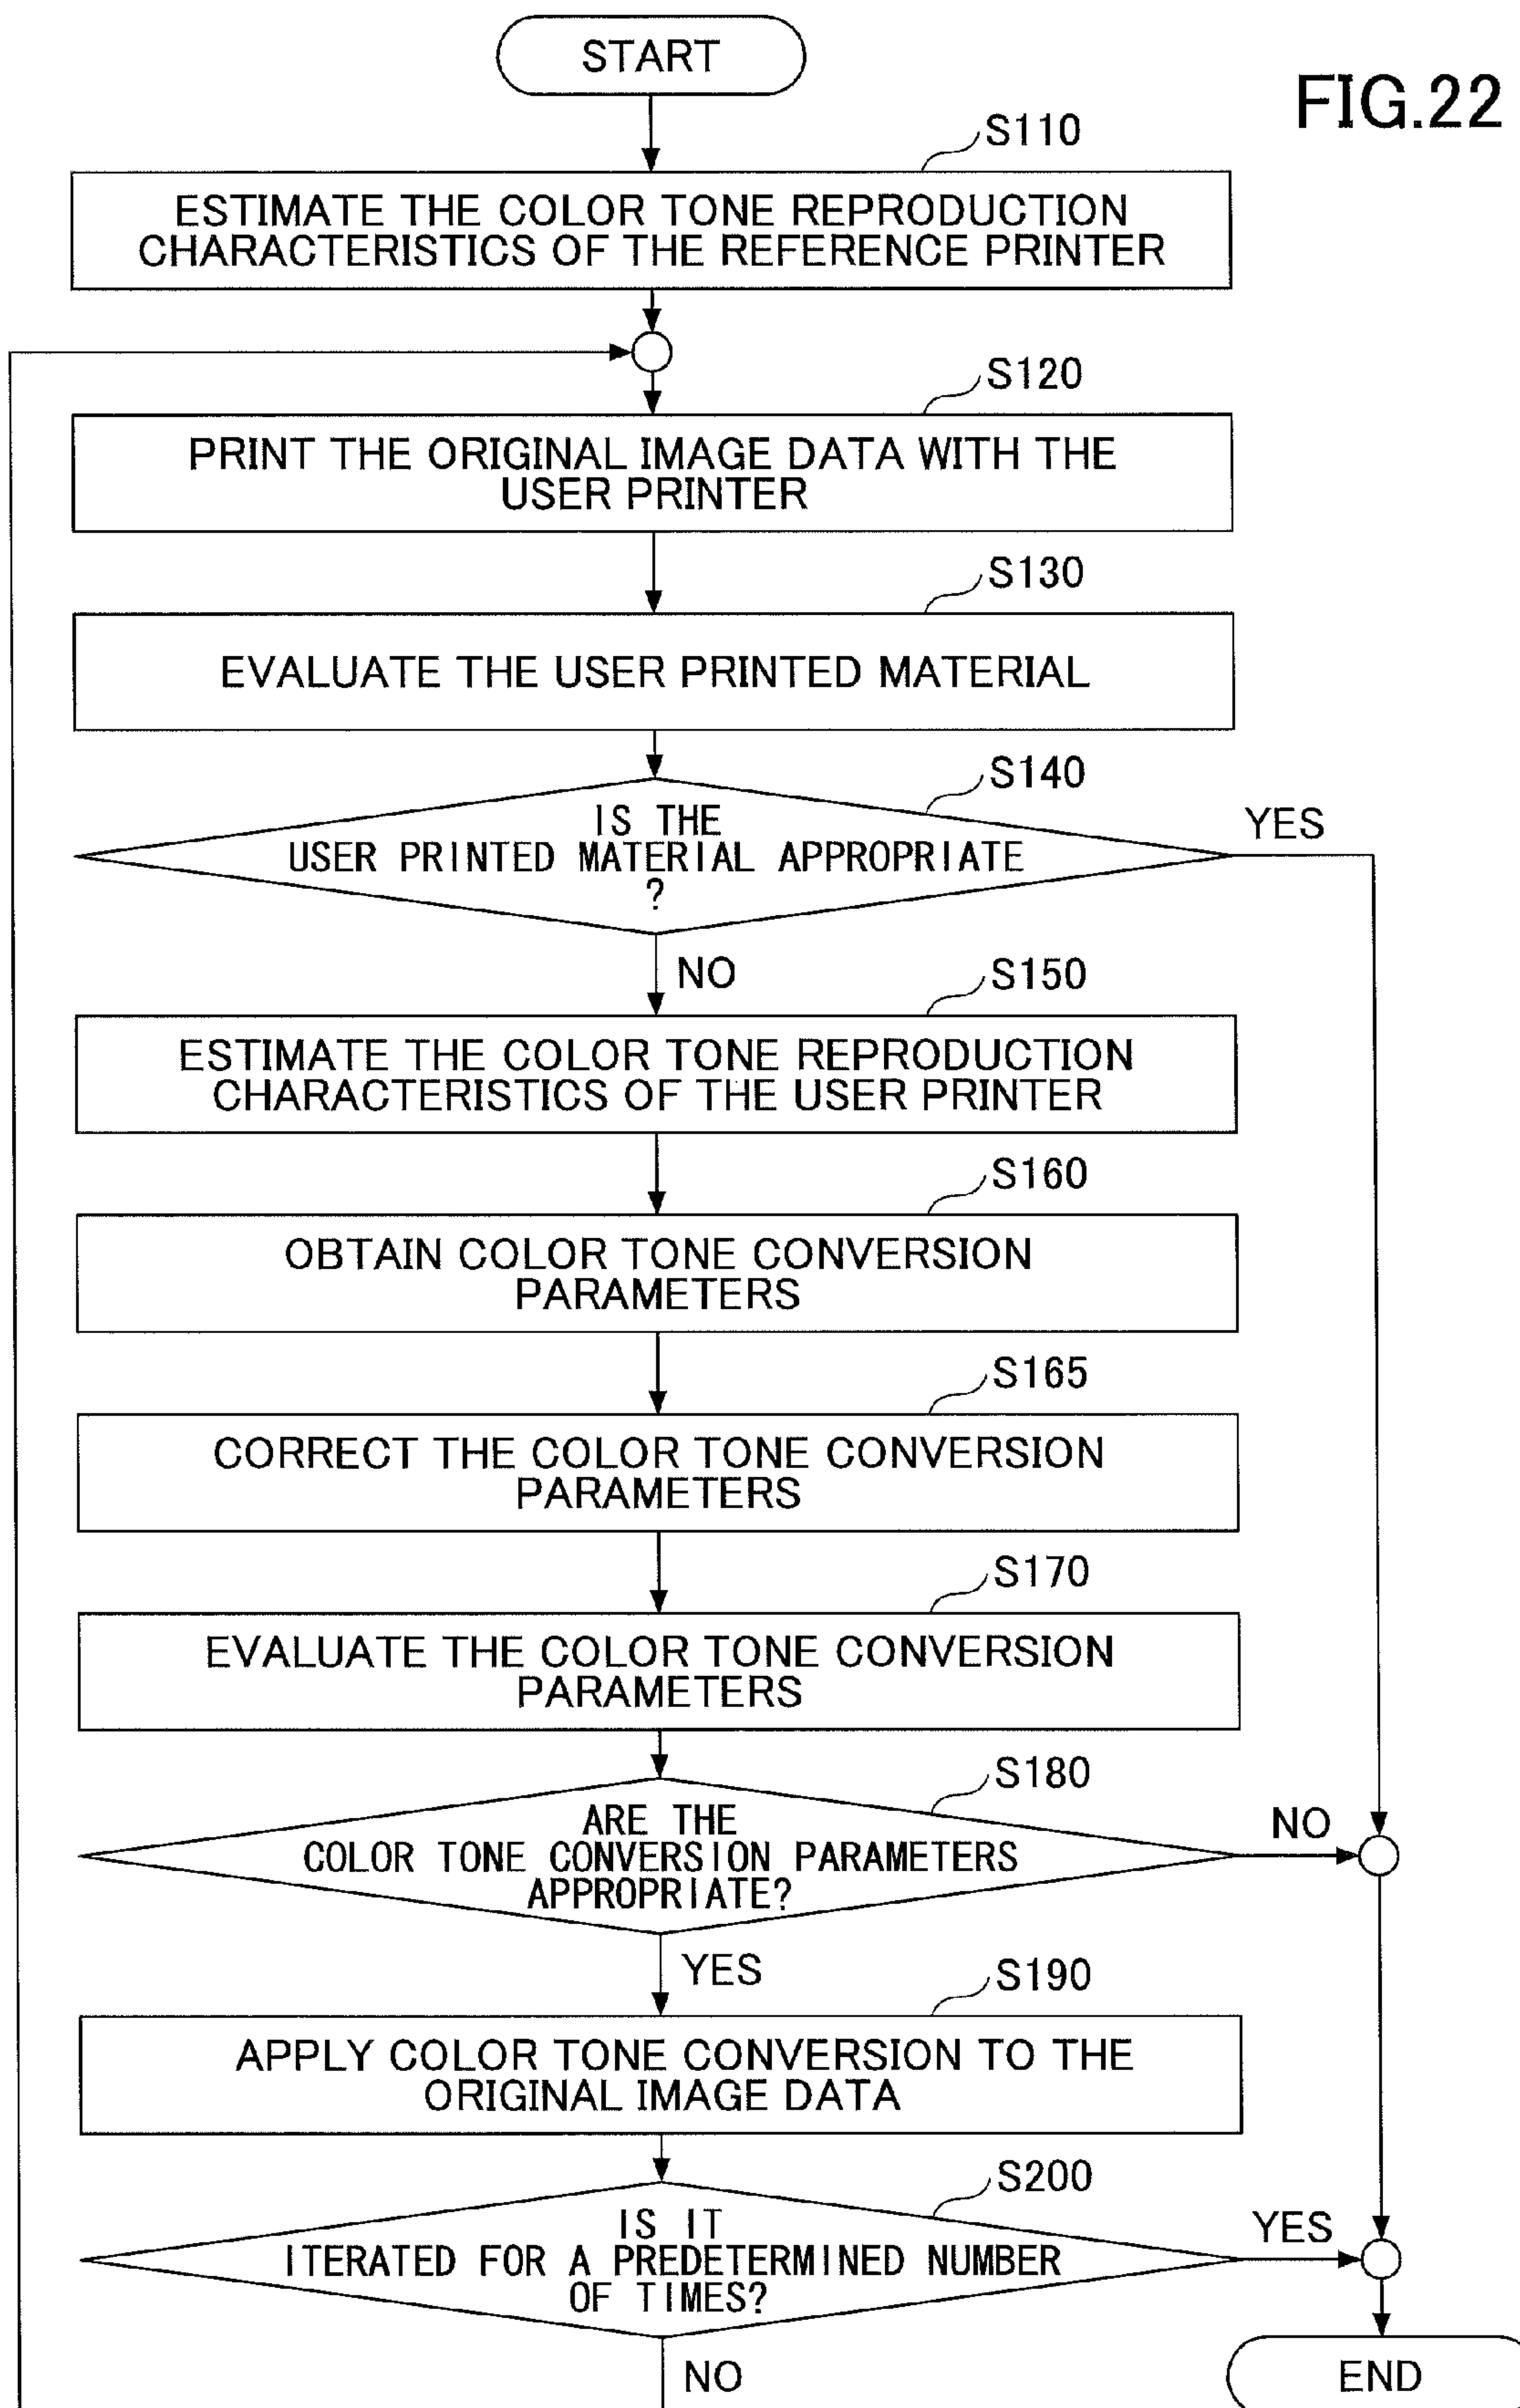 START
FIG.22
S110
ESTIMATE THE COLOR TONE REPRODUCTION
CHARACTERISTICS OF THE REFERENCE PRINTER
S120
PRINT THE ORIGINAL IMAGE DATA WITH THE
USER PRINTER
S130
EVALUATE THE USER PRINTED MATERIAL
S140
IS THE
USER PRINTED MATERIAL APPROPRIATE
?
YES
NO
S150
ESTIMATE THE COLOR TONE REPRODUCTION
CHARACTERISTICS OF THE USER PRINTER
S160
OBTAIN COLOR TONE CONVERSION
PARAMETERS
S165
CORRECT THE COLOR TONE CONVERSION
PARAMETERS
S170
EVALUATE THE COLOR TONE CONVERSION
PARAMETERS
S180
ARE THE
COLOR TONE CONVERSION PARAMETERS
APPROPRIATE?
NO
YES
S190
APPLY COLOR TONE CONVERSION TO THE
ORIGINAL IMAGE DATA
S200
IS IT
ITERATED FOR A PREDETERMINED NUMBER
OF TIMES?
YES
NO
END